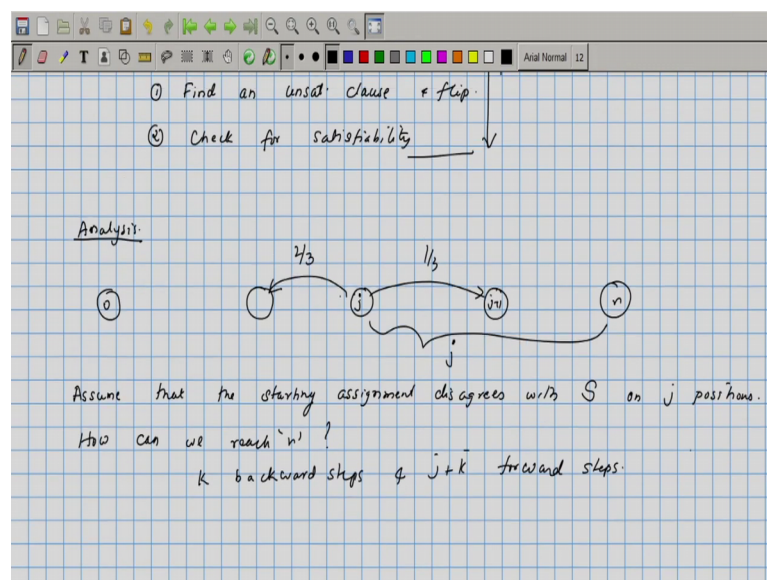 Arial Normal 12
① Find an unsat. clause & flip.
② Check for satisfiability
Analysis.
2/3 1/3
0 j j+1 n
j
Assume that the starting assignment disagrees with S on j positions.
How can we reach 'n' ?
K backward steps & j+k forward steps.